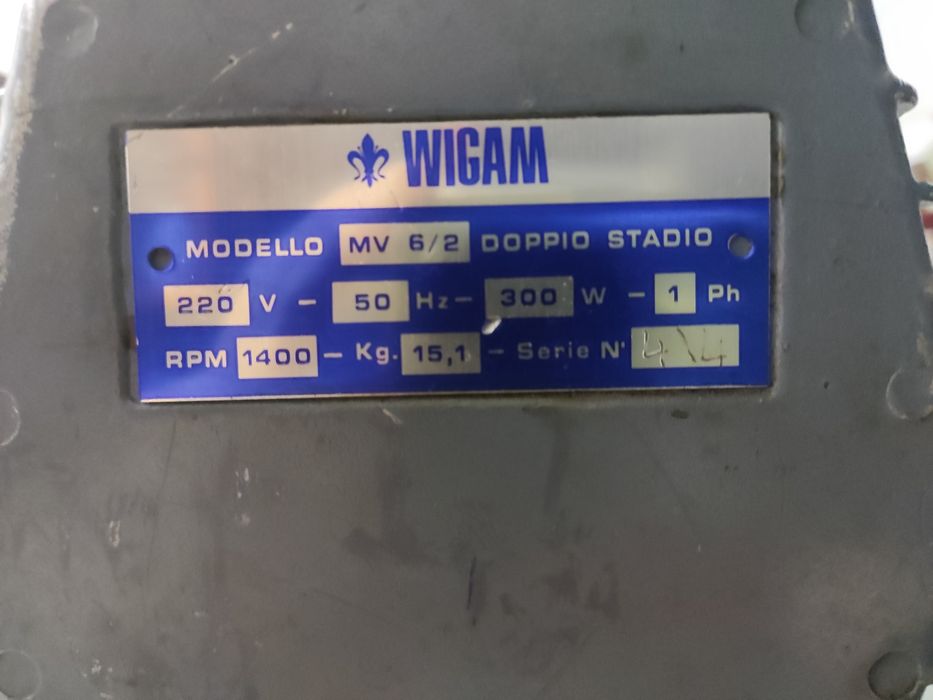 WIGAM
MODELLO MV 6/2 DOPPIO STADIO
220 V - 50 Hz - 300 W - 1 Ph
RPM 1400 - Kg. 15,1 - Serie N'